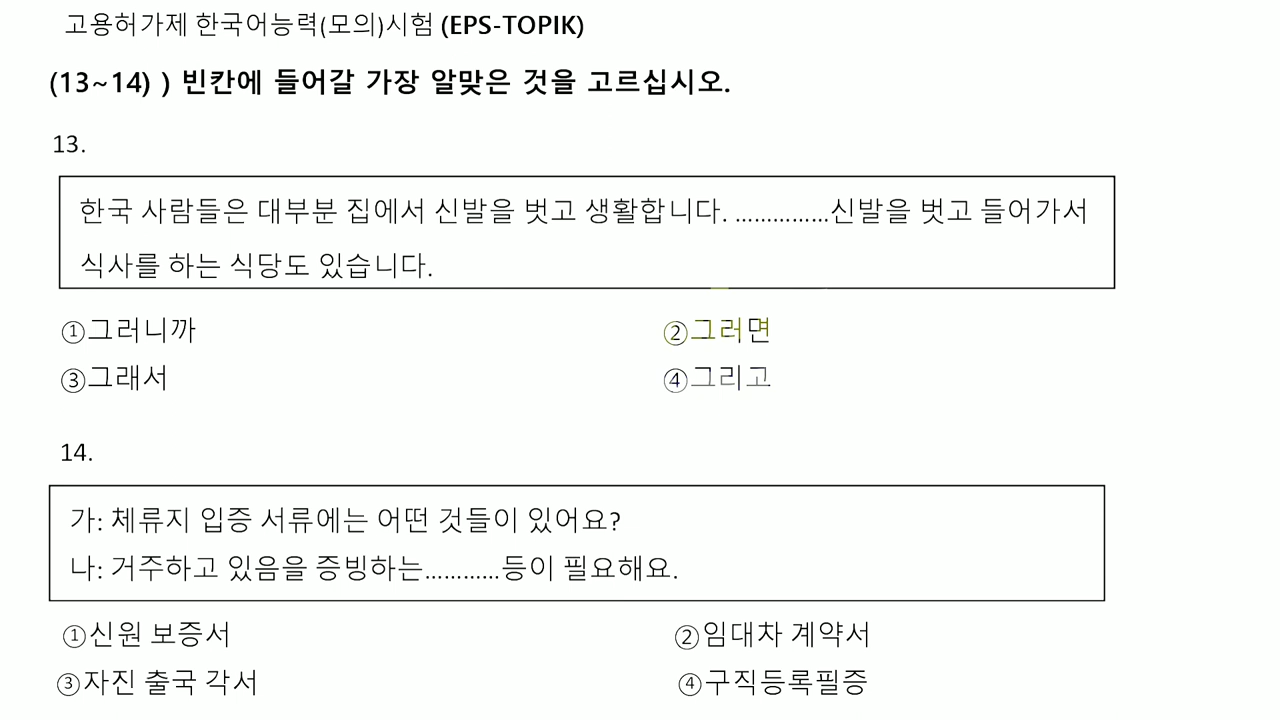 고용허가제 한국어능력(모의)시험 (EPS-TOPIK)
(13~14) ) 빈칸에 들어갈 가장 알맞은 것을 고르십시오.
13.
한국 사람들은 대부분 집에서 신발을 벗고 생활합니다. ...............신발을 벗고 들어가서
식사를 하는 식당도 있습니다.
①그러니까 ②그러면
③그래서 ④그리고
14.
가: 체류지 입증 서류에는 어떤 것들이 있어요?
나: 거주하고 있음을 증빙하는............등이 필요해요.
①신원 보증서 ②임대차 계약서
③자진 출국 각서 ④구직등록필증